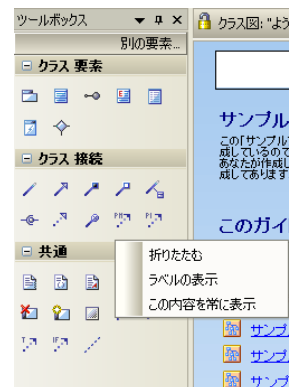 ツールボックス
別の要素...
クラス 要素
クラス 接続
共通
折りたたむ
ラベルの表示
この内容を常に表示
クラス図: "よう
サンプル
この「サンプル
成しているので
あなたが作成し
成してあります
このガイ
サンプ
サンプ
サンプ